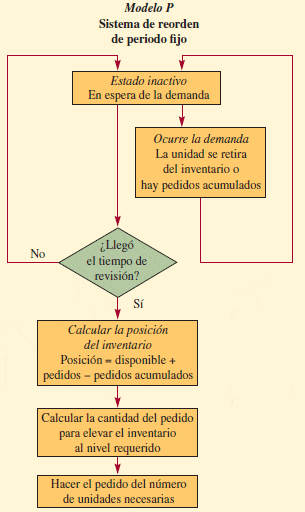 Modelo P
Sistema de reorden
de periodo fijo
Estado inactivo
En espera de la demanda
Ocurre la demanda
La unidad se retira
del inventario o
hay pedidos acumulados
¿Llegó
el tiempo de
revisión?
No
Sí
Calcular la posición
del inventario
Posición = disponible +
pedidos − pedidos acumulados
Calcular la cantidad del pedido
para elevar el inventario
al nivel requerido
Hacer el pedido del número
de unidades necesarias